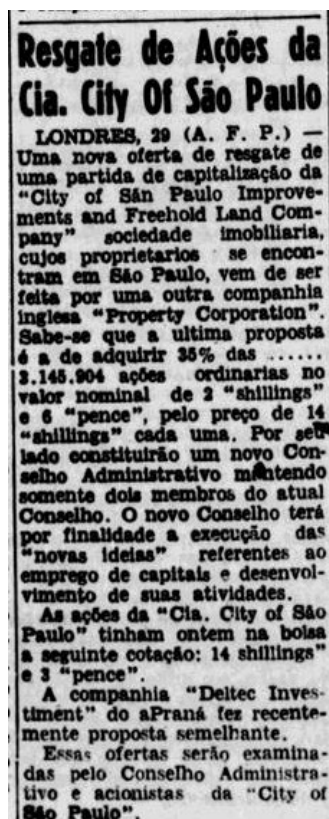 Resgate de Ações da
Cia. City Of São Paulo
LONDRES, 29 (A. F. P.) —
Uma nova oferta de resgate de
uma partida de capitalização da
"City of Sãn Paulo Improve-
ments and Freehold Land Com-
pany" sociedade imobiliaria,
cujos proprietarios se encon-
tram em São Paulo, vem de ser
feita por uma outra companhia
inglesa "Property Corporation".
Sabe-se que a ultima proposta
é a de adquirir 35% das ......
3.145.904 ações ordinarias no
valor nominal de 2 "shillings"
e 6 "pence", pelo preço de 14
"shillings" cada uma. Por seu
lado constituirão um novo Con-
selho Administrativo mantendo
somente dois membros do atual
Conselho. O novo Conselho terá
por finalidade a execução das
"novas ideias" referentes ao
emprego de capitais e desenvol-
vimento de suas atividades.
As ações da "Cia. City of São
Paulo" tinham ontem na bolsa
a seguinte cotação: 14 shillings"
e 3 "pence".
A companhia "Deltec Inves-
timent" do aPraná fez recente-
mente proposta semelhante.
Essas ofertas serão examina-
das pelo Conselho Administra-
tivo e acionistas da "City of
São Paulo".